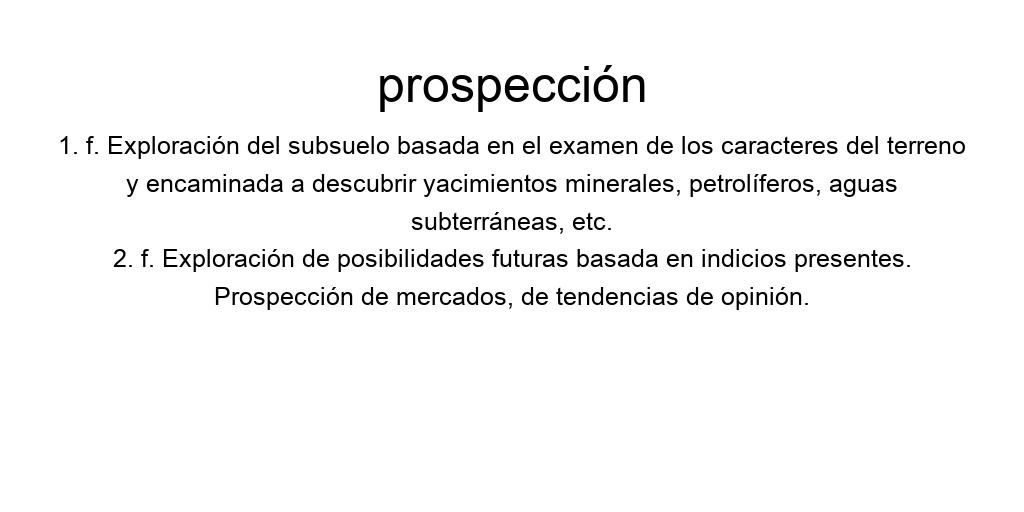 prospección
1. f. Exploración del subsuelo basada en el examen de los caracteres del terreno
y encaminada a descubrir yacimientos minerales, petrolíferos, aguas
subterráneas, etc.
2. f. Exploración de posibilidades futuras basada en indicios presentes.
Prospección de mercados, de tendencias de opinión.